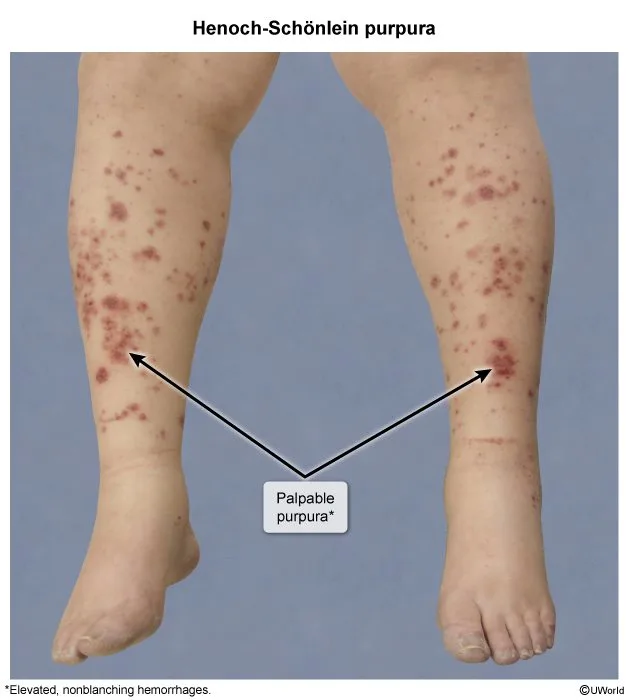 Henoch-Schönlein purpura
Palpable
purpura*
*Elevated, nonblanching hemorrhages.
©UWorld